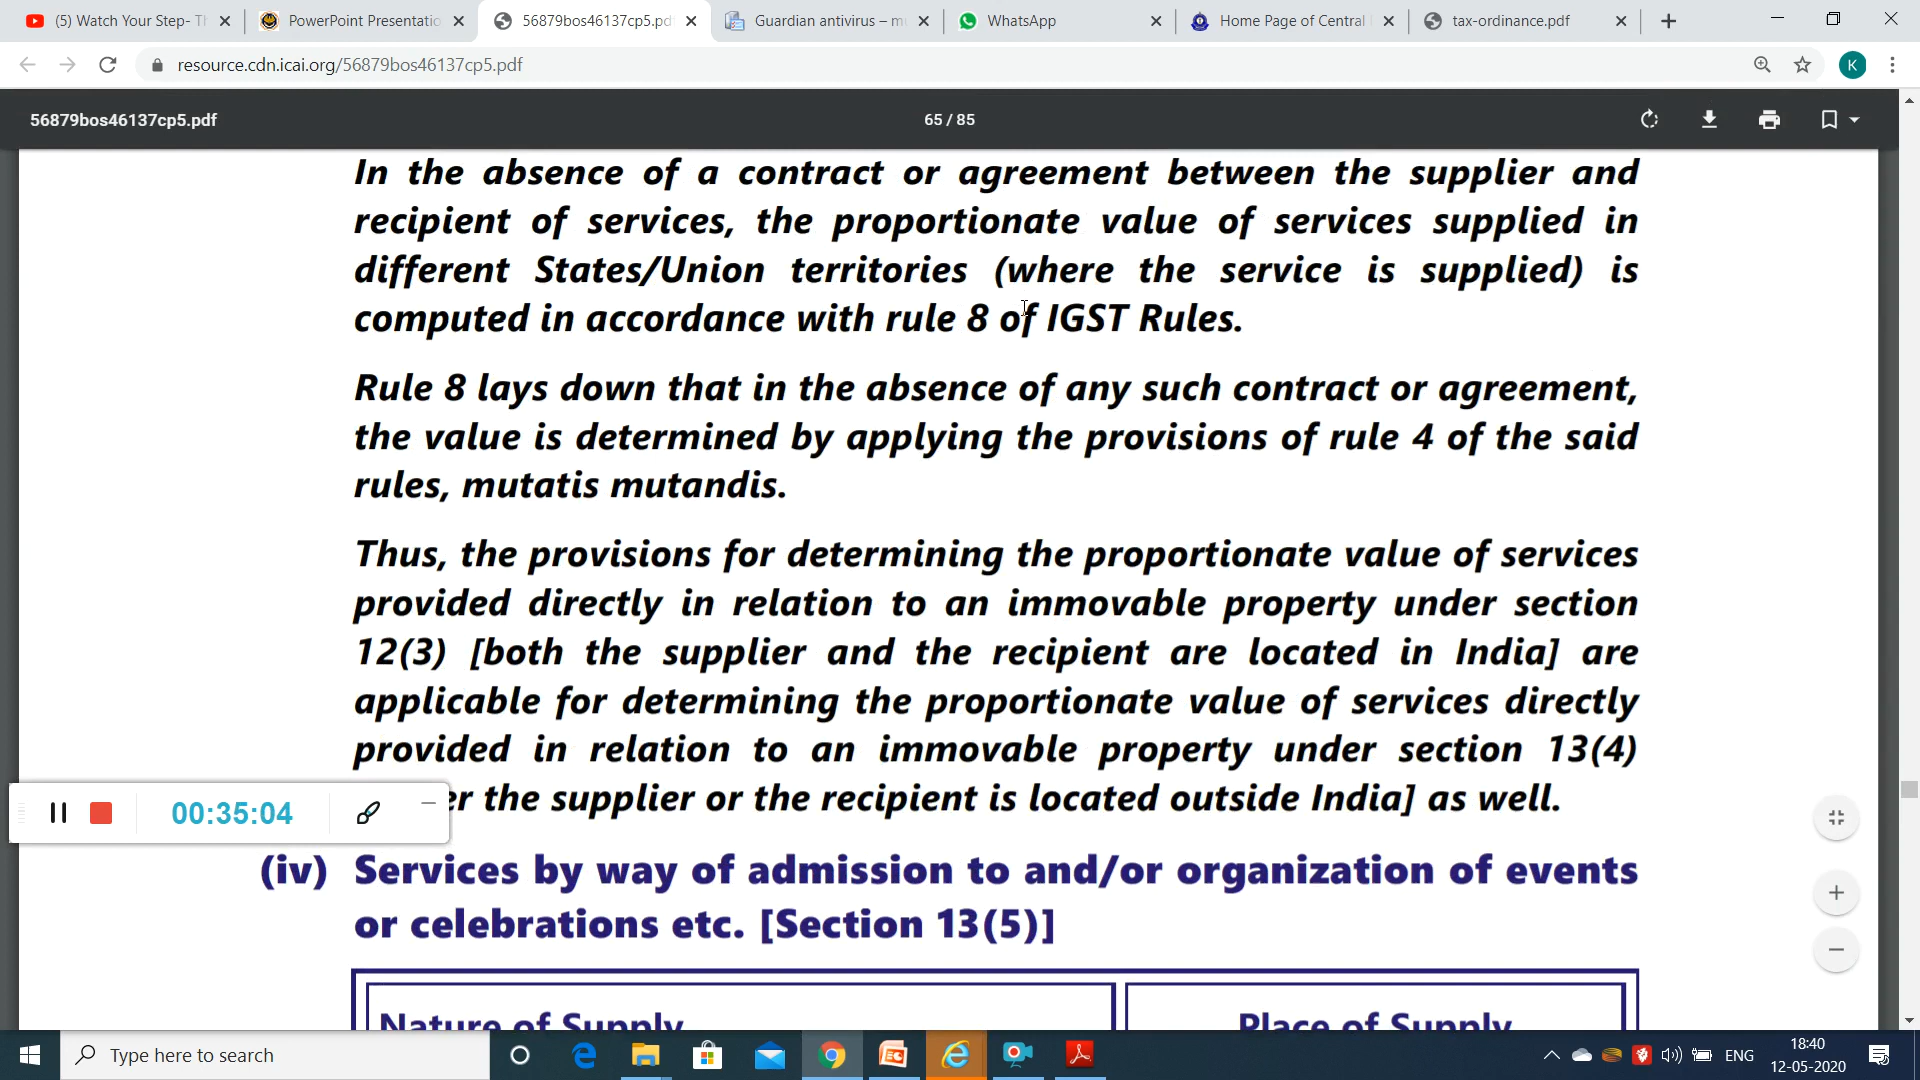 (5) Watch Your Step- Th
PowerPoint Presentatio
56879bos46137cp5.pd
Guardian antivirus – m
WhatsApp
Home Page of Central
tax-ordinance.pdf
resource.cdn.icai.org/56879bos46137cp5.pdf
K
56879bos46137cp5.pdf
65 / 85
In the absence of a contract or agreement between the supplier and
recipient of services, the proportionate value of services supplied in
different States/Union territories (where the service is supplied) is
computed in accordance with rule 8 of IGST Rules.
Rule 8 lays down that in the absence of any such contract or agreement,
the value is determined by applying the provisions of rule 4 of the said
rules, mutatis mutandis.
Thus, the provisions for determining the proportionate value of services
provided directly in relation to an immovable property under section
12(3) [both the supplier and the recipient are located in India] are
applicable for determining the proportionate value of services directly
provided in relation to an immovable property under section 13(4)
er the supplier or the recipient is located outside India] as well.
00:35:04
(iv) Services by way of admission to and/or organization of events
or celebrations etc. [Section 13(5)]
Nature of Supply
Place of Supply
Type here to search
ENG
18:40
12-05-2020